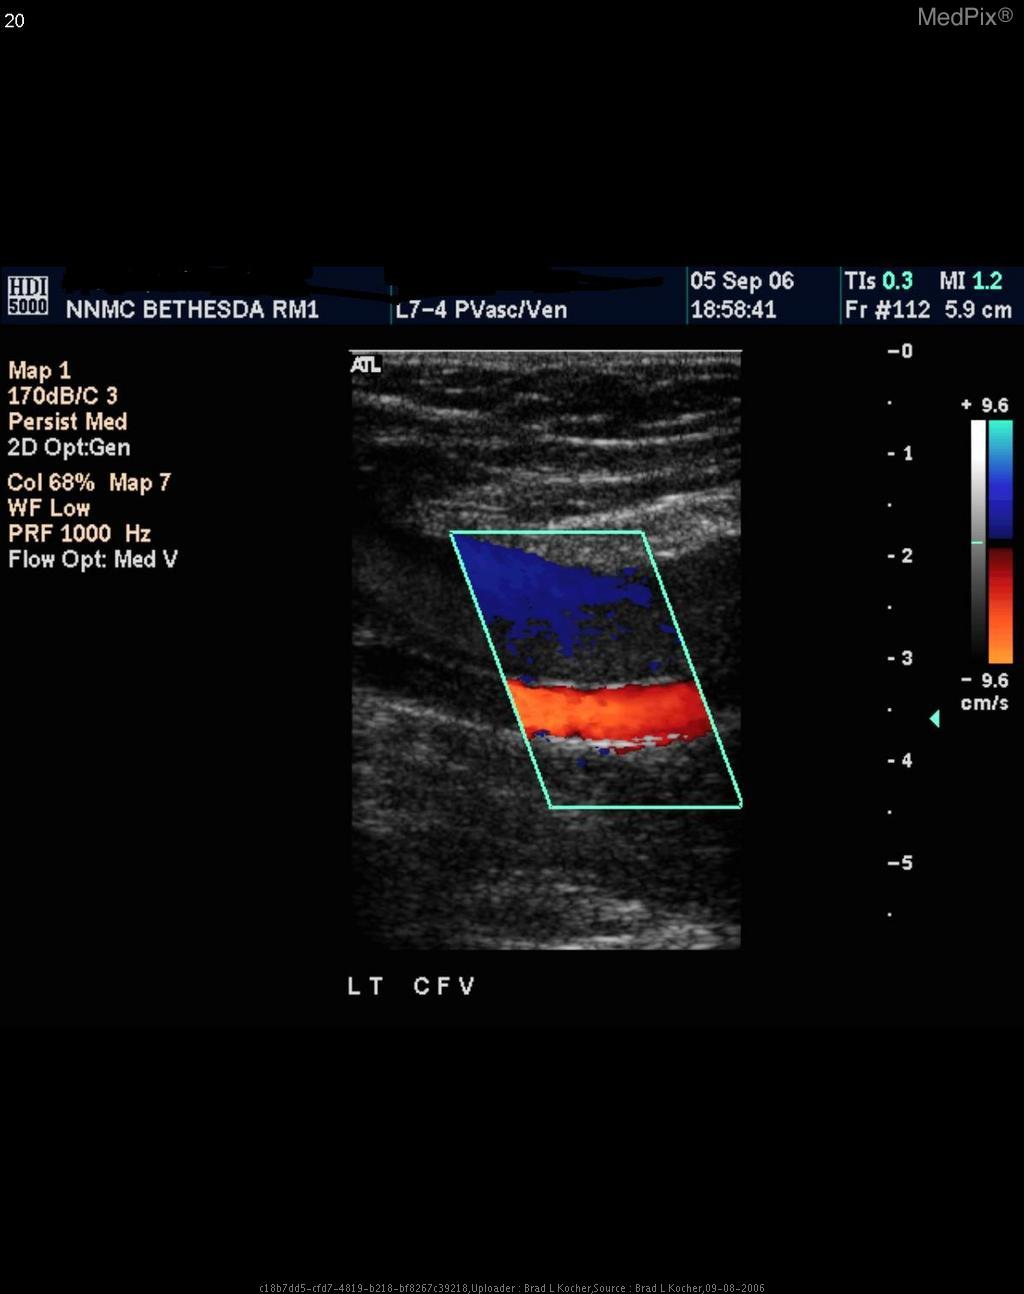 20
MedPix®
HDI 5000
NNMC BETHESDA RM1
L7-4 PVasc/Ven
05 Sep 06
18:58:41
TIs 0.3 MI 1.2
Fr #112 5.9 cm
Map 1
170dB/C 3
Persist Med
2D Opt:Gen
Col 68% Map 7
WF Low
PRF 1000 Hz
Flow Opt: Med V
ATL
0
1
2
3
4
5
+ 9.6
- 9.6
cm/s
LT CFV
c18b7dd5-cfd7-4819-b218-bf8267c39218,Uploader : Brad L Kocher,Source : Brad L Kocher,09-08-2006